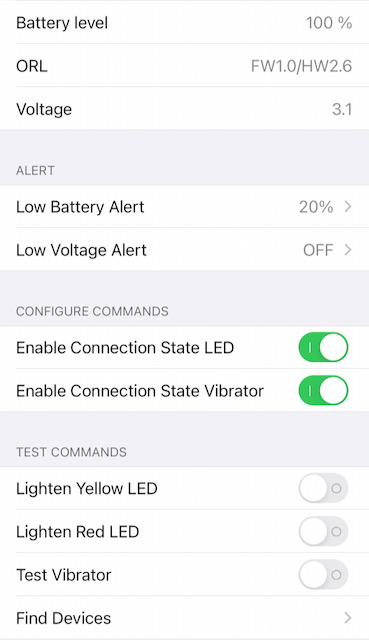 Battery level 100 %
ORL FW1.0/HW2.6
Voltage 3.1
ALERT
Low Battery Alert 20%
Low Voltage Alert OFF
CONFIGURE COMMANDS
Enable Connection State LED
Enable Connection State Vibrator
TEST COMMANDS
Lighten Yellow LED
Lighten Red LED
Test Vibrator
Find Devices